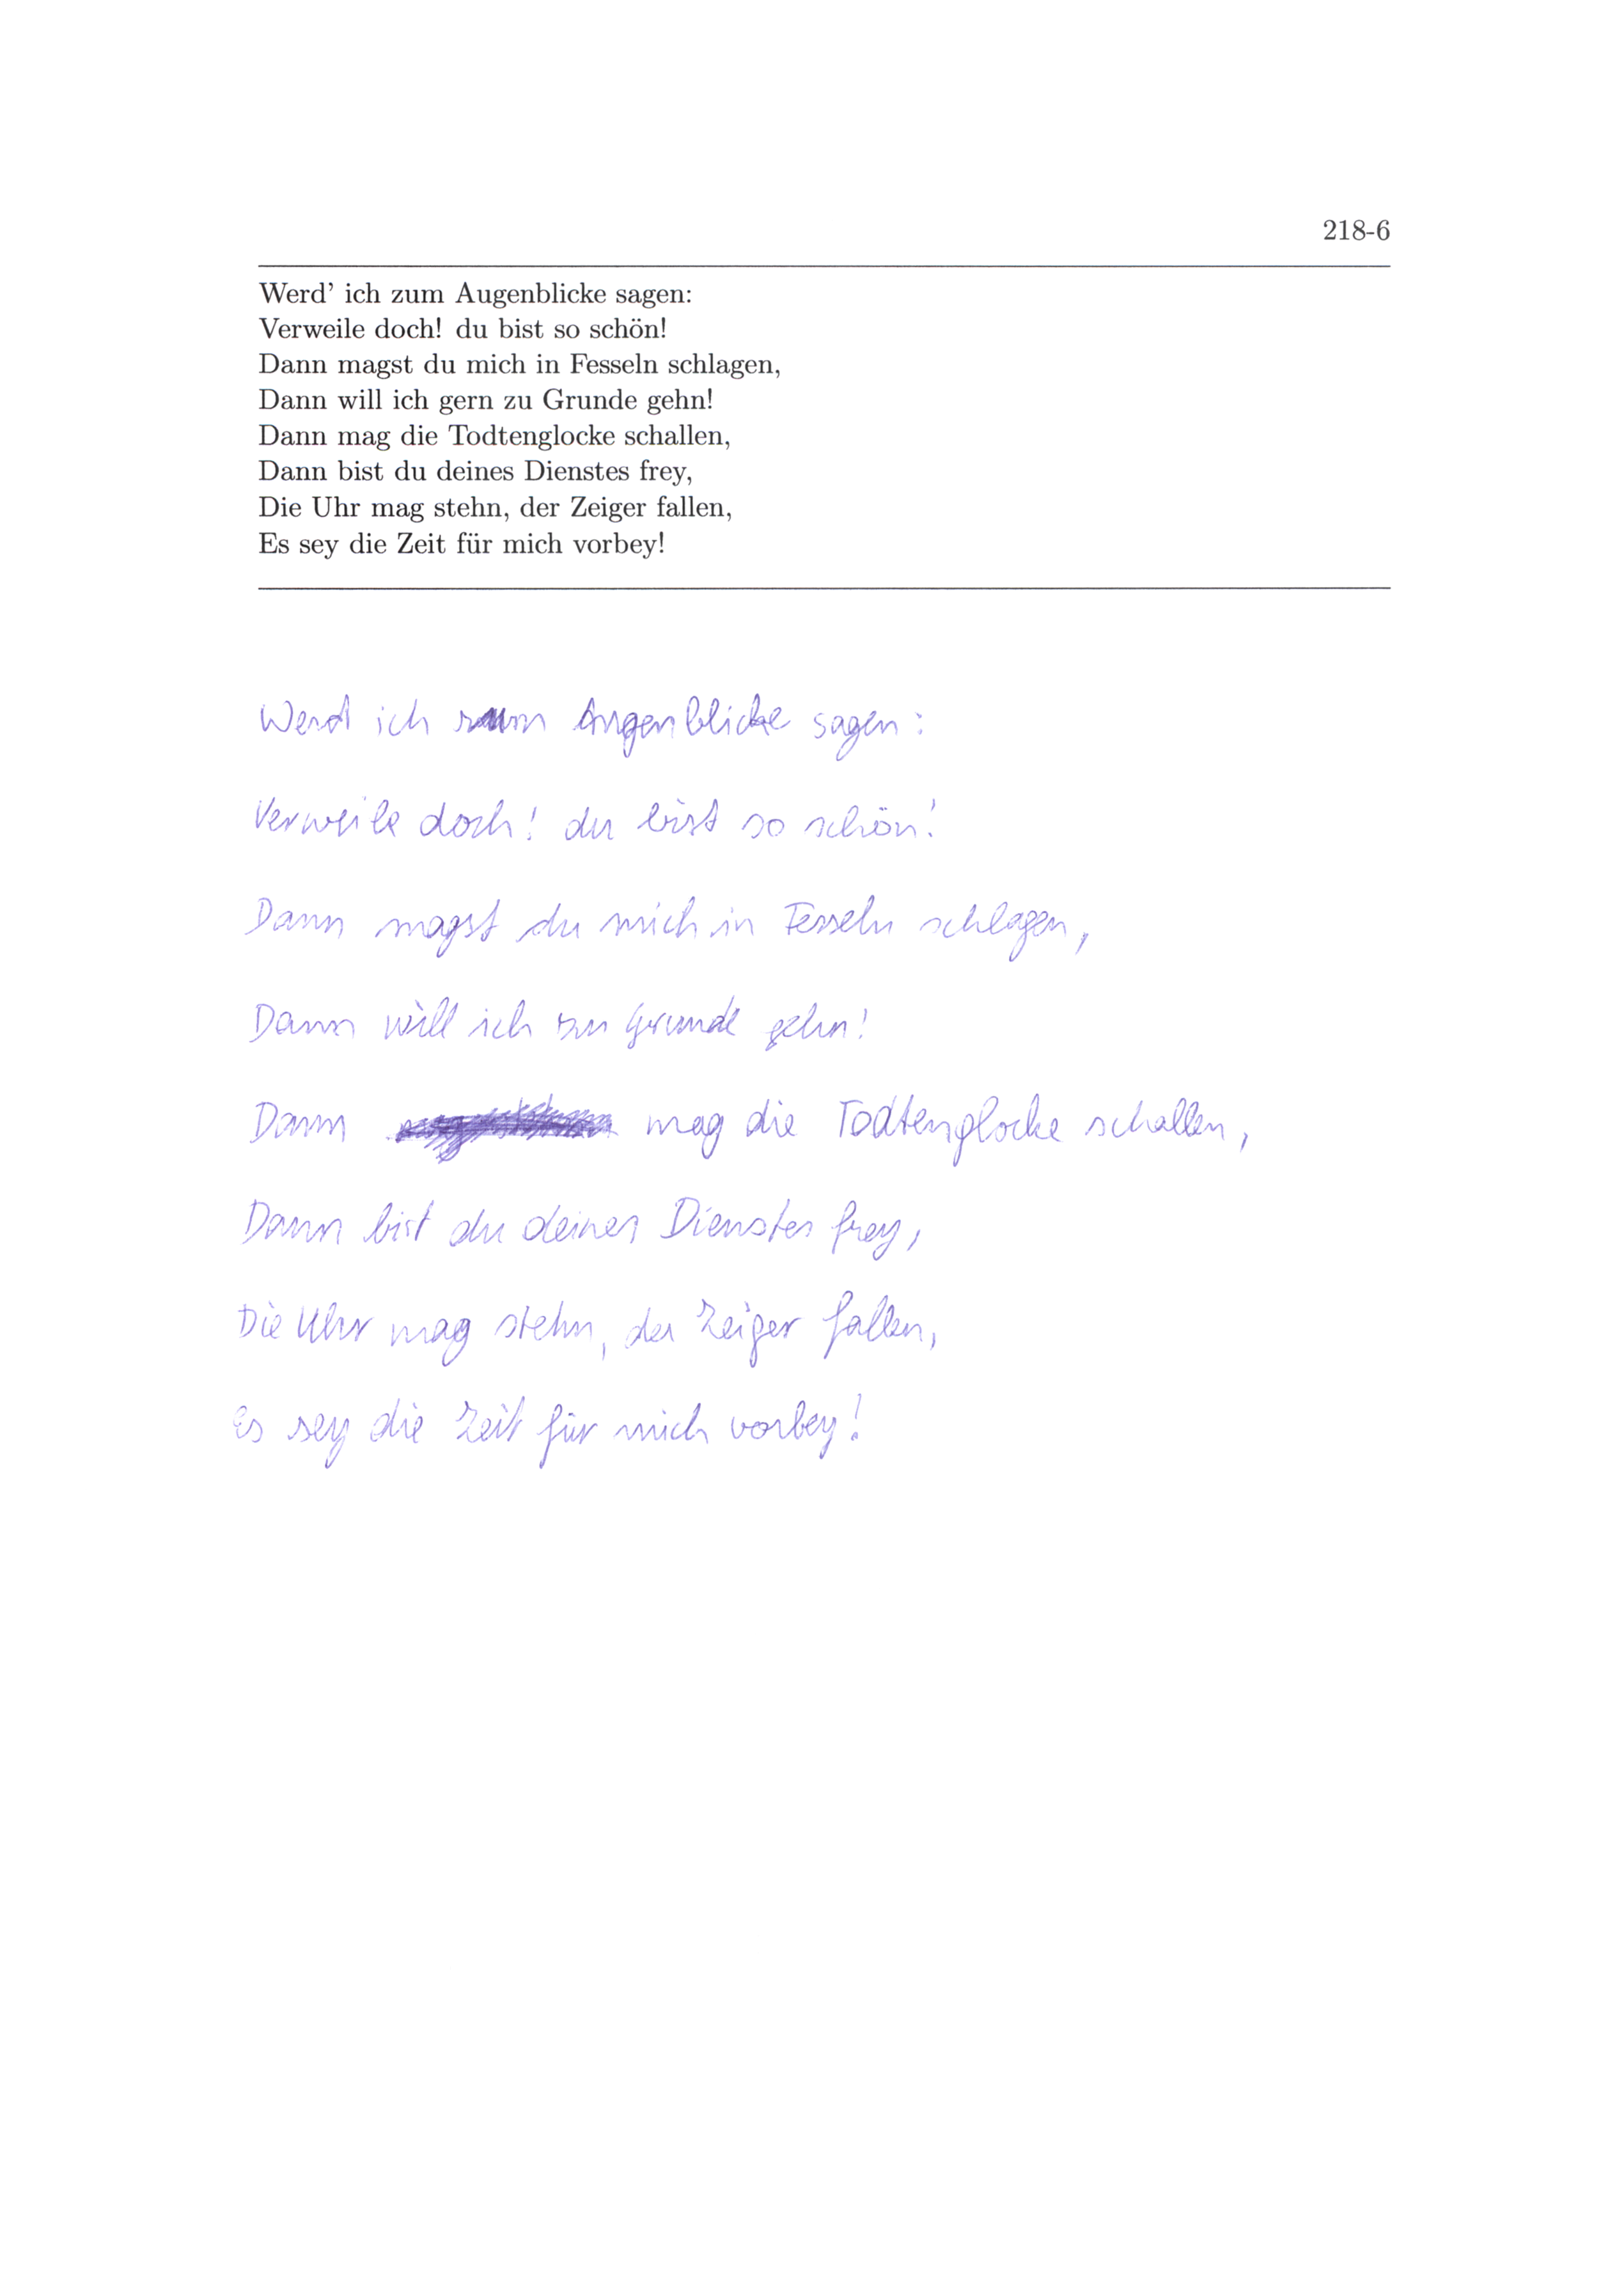 218-6
Werd' ich zum Augenblicke sagen:
Verweile doch! du bist so schön!
Dann magst du mich in Fesseln schlagen,
Dann will ich gern zu Grunde gehn!
Dann mag die Todtenglocke schallen,
Dann bist du deines Dienstes frey,
Die Uhr mag stehn, der Zeiger fallen,
Es sey die Zeit für mich vorbey!
Werd ich zum Augenblicke sagen:
Verweile doch! du bist so schön!
Dann magst du mich in Fesseln schlagen,
Dann will ich zu Grunde gehn!
Dann mag die Todtenglocke schallen,
Dann bist du deines Dienstes frey,
Die Uhr mag stehn, der Zeiger fallen,
Es sey die Zeit für mich vorbey!